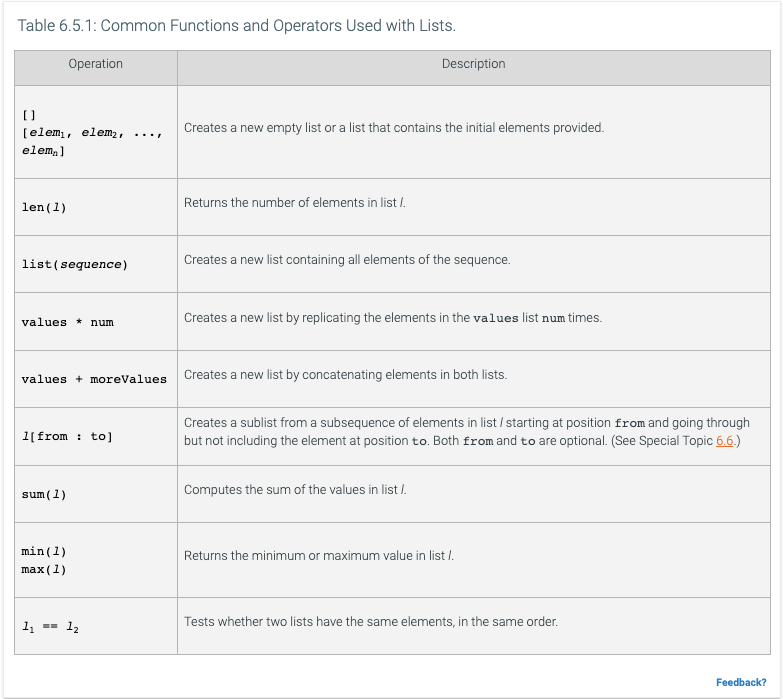 Table 6.5.1: Common Functions and Operators Used with Lists.
Operation
Description
[]
[elem₁, elem₂, ...,
elemₙ]
Creates a new empty list or a list that contains the initial elements provided.
len(l)
Returns the number of elements in list l.
list(sequence)
Creates a new list containing all elements of the sequence.
values * num
Creates a new list by replicating the elements in the values list num times.
values + moreValues
Creates a new list by concatenating elements in both lists.
l[from : to]
Creates a sublist from a subsequence of elements in list l starting at position from and going through
but not including the element at position to. Both from and to are optional. (See Special Topic 6.6.)
sum(l)
Computes the sum of the values in list l.
min(l)
max(l)
Returns the minimum or maximum value in list l.
l₁ == l₂
Tests whether two lists have the same elements, in the same order.
Feedback?